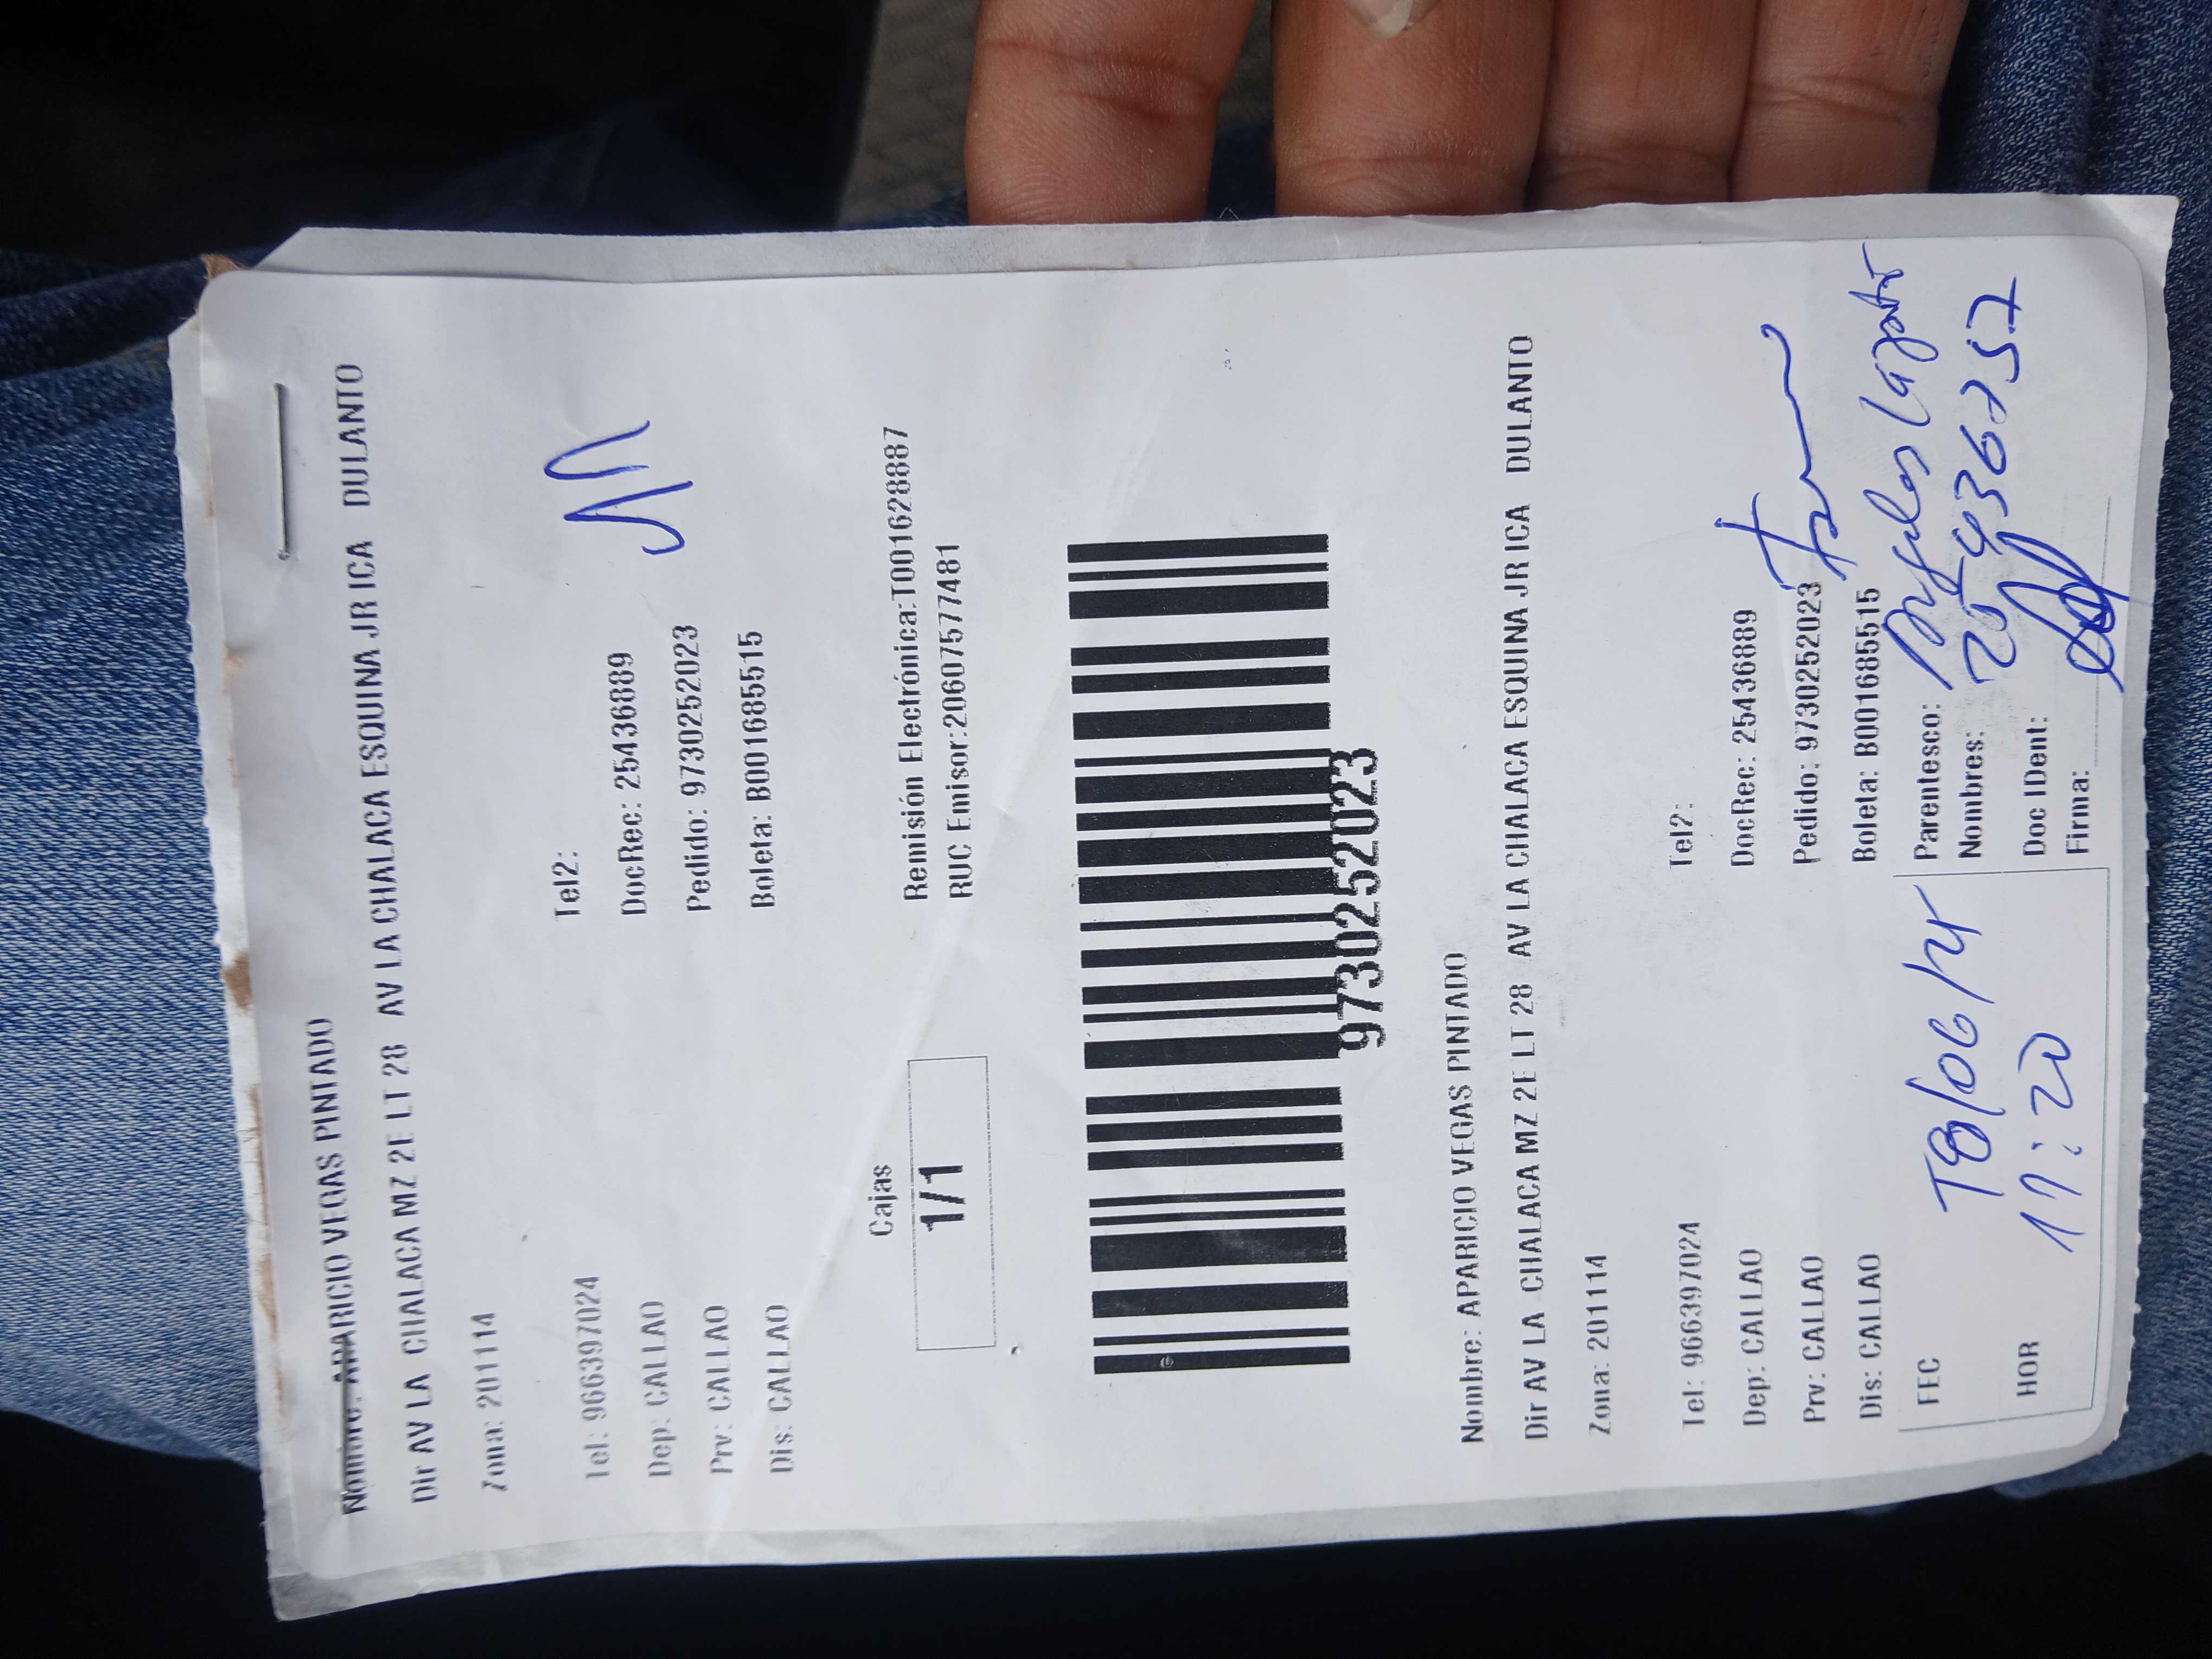 Nombre: APARICIO VEGAS PINTADO
Dir AV LA CHALACA MZ 2E LT 28 AV LA CHALACA ESQUINA JR ICA DULANTO
Zona: 201114
Tel: 966397024 Tel2:
Dep: CALLAO DocRec: 25436889
Prv: CALLAO Pedido: 9730252023
Dis: CALLAO Boleta: B001685515
Cajas
1/1
Remisión Electrónica:T001628887
RUC Emisor:20607577481
9730252023
Nombre: APARICIO VEGAS PINTADO
Dir AV LA CHALACA MZ 2E LT 28 AV LA CHALACA ESQUINA JR ICA DULANTO
Zona: 201114
Tel: 966397024 Tel2:
Dep: CALLAO DocRec: 25436889
Prv: CALLAO Pedido: 9730252023
Dis: CALLAO Boleta: B001685515
FEC Parentesco:
Nombres:
HOR 17:20 Doc IDent:
Firma: